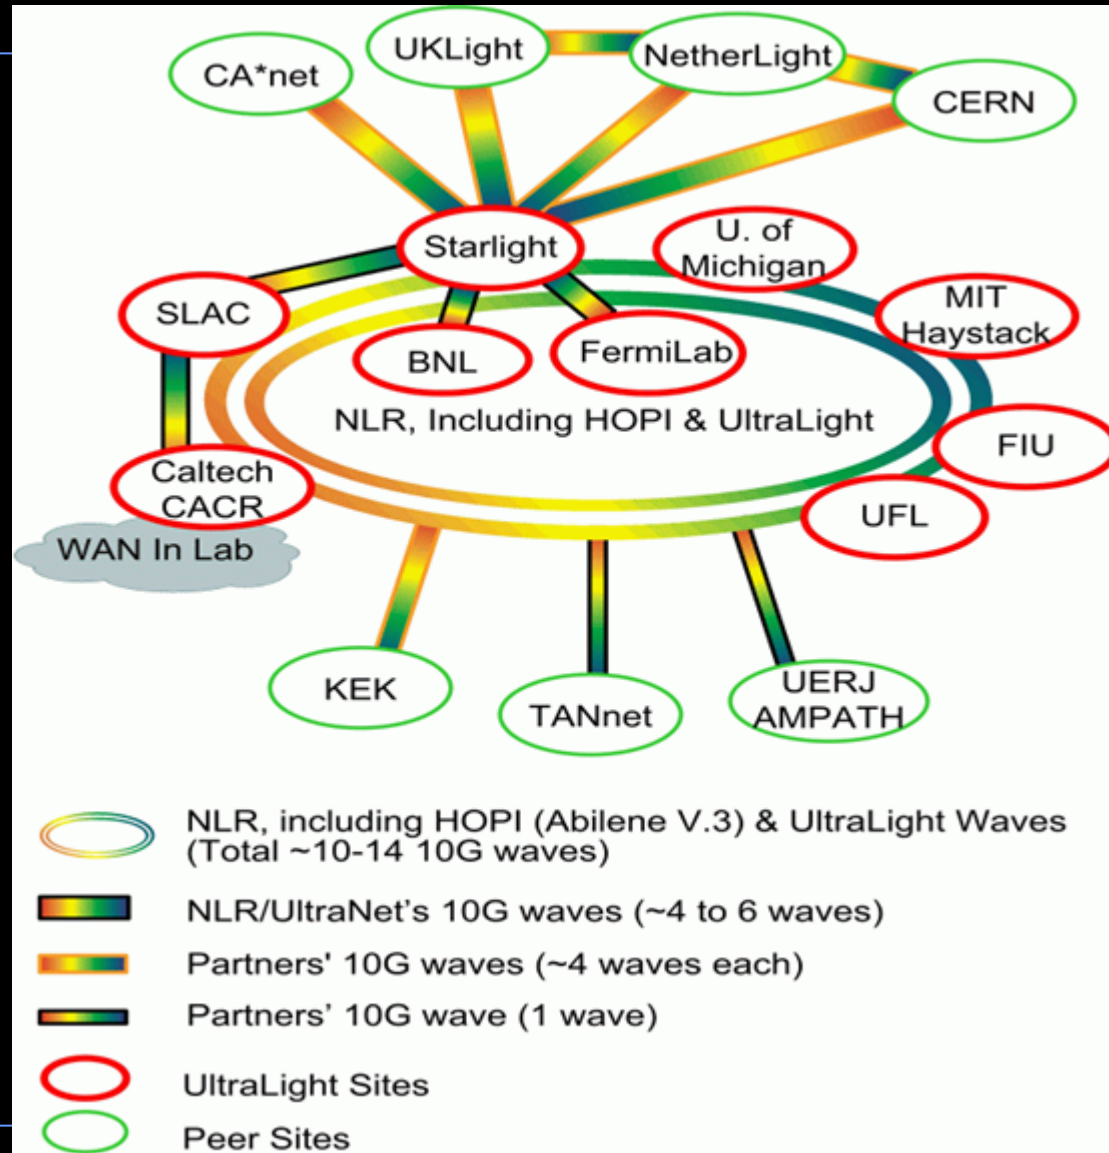 UKLight
NetherLight
CA*net
CERN
Starlight
U. of
Michigan
SLAC
MIT
Haystack
BNL
FermiLab
NLR, Including HOPI & UltraLight
FIU
Caltech
CACR
UFL
WAN In Lab
KEK
TANnet
UERJ
AMPATH
NLR, including HOPI (Abilene V.3) & UltraLight Waves
(Total ~10-14 10G waves)
NLR/UltraNet’s 10G waves (~4 to 6 waves)
Partners' 10G waves (~4 waves each)
Partners’ 10G wave (1 wave)
UltraLight Sites
Peer Sites